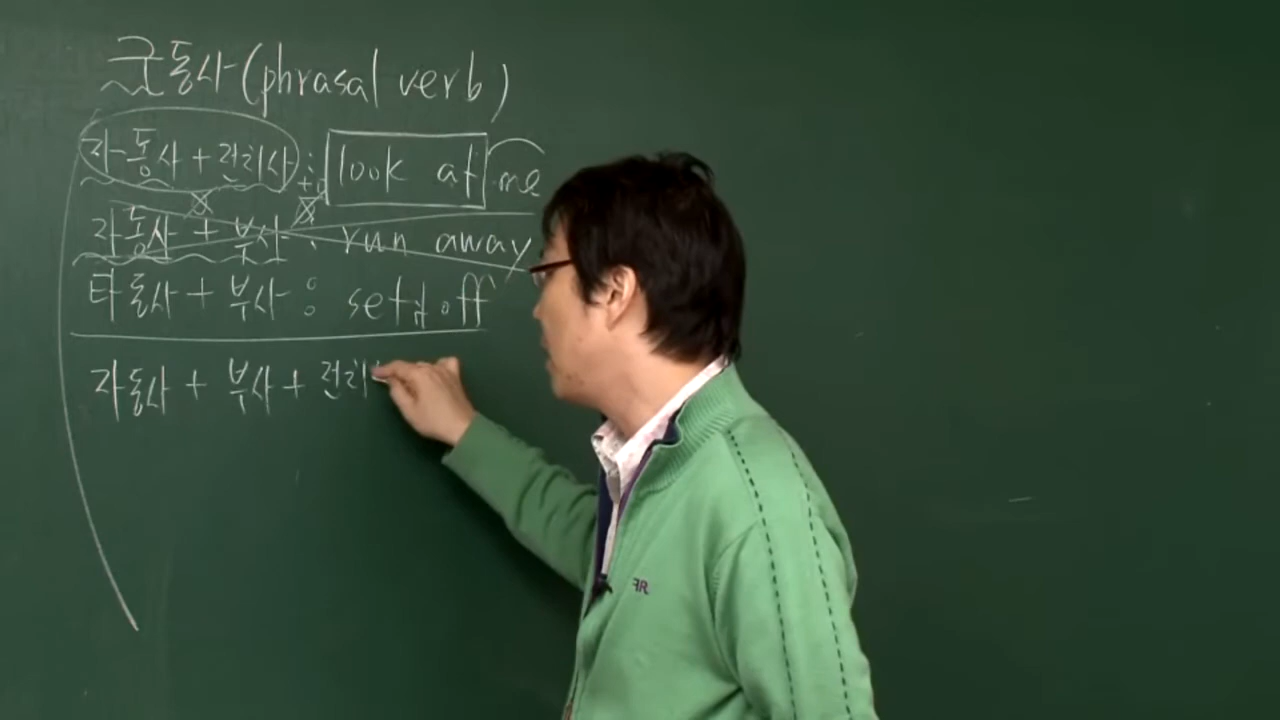 구동사(phrasal verb)
자동사+전치사: look at me
자동사 + 부사: run away
타동사+부사: set off
자동사 + 부사 + 전치